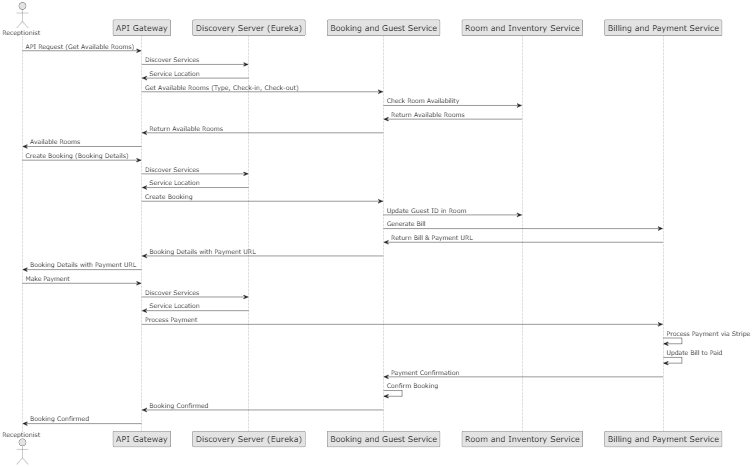 Receptionist
API Gateway
Discovery Server (Eureka)
Booking and Guest Service
Room and Inventory Service
Billing and Payment Service
API Request (Get Available Rooms)
Discover Services
Service Location
Get Available Rooms (Type, Check-in, Check-out)
Check Room Availability
Return Available Rooms
Return Available Rooms
Available Rooms
Create Booking (Booking Details)
Discover Services
Service Location
Create Booking
Update Guest ID in Room
Generate Bill
Return Bill & Payment URL
Booking Details with Payment URL
Booking Details with Payment URL
Make Payment
Discover Services
Service Location
Process Payment
Process Payment via Stripe
Update Bill to Paid
Payment Confirmation
Confirm Booking
Booking Confirmed
Booking Confirmed
Receptionist
API Gateway
Discovery Server (Eureka)
Booking and Guest Service
Room and Inventory Service
Billing and Payment Service